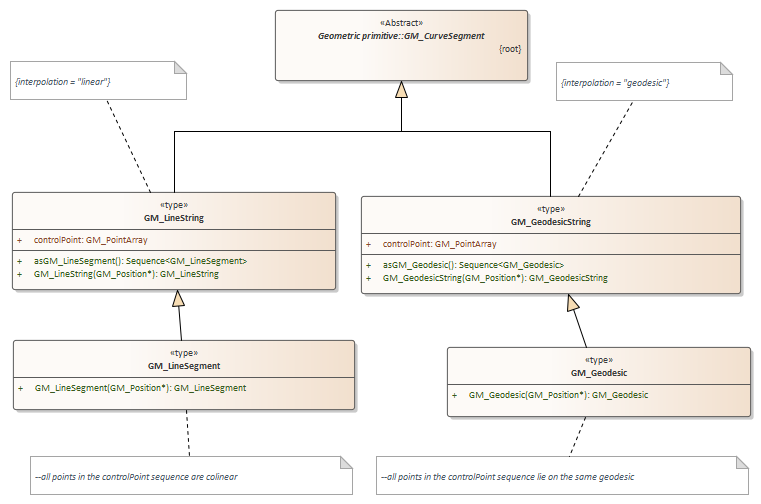 «Abstract»
Geometric primitive::GM_CurveSegment
{root}
{interpolation = "linear"}
{interpolation = "geodesic"}
«type»
GM_LineString
+ controlPoint: GM_PointArray
+ asGM_LineSegment(): Sequence<GM_LineSegment>
+ GM_LineString(GM_Position*): GM_LineString
«type»
GM_GeodesicString
+ controlPoint: GM_PointArray
+ asGM_Geodesic(): Sequence<GM_Geodesic>
+ GM_GeodesicString(GM_Position*): GM_GeodesicString
«type»
GM_LineSegment
+ GM_LineSegment(GM_Position*): GM_LineSegment
«type»
GM_Geodesic
+ GM_Geodesic(GM_Position*): GM_Geodesic
--all points in the controlPoint sequence are colinear
--all points in the controlPoint sequence lie on the same geodesic